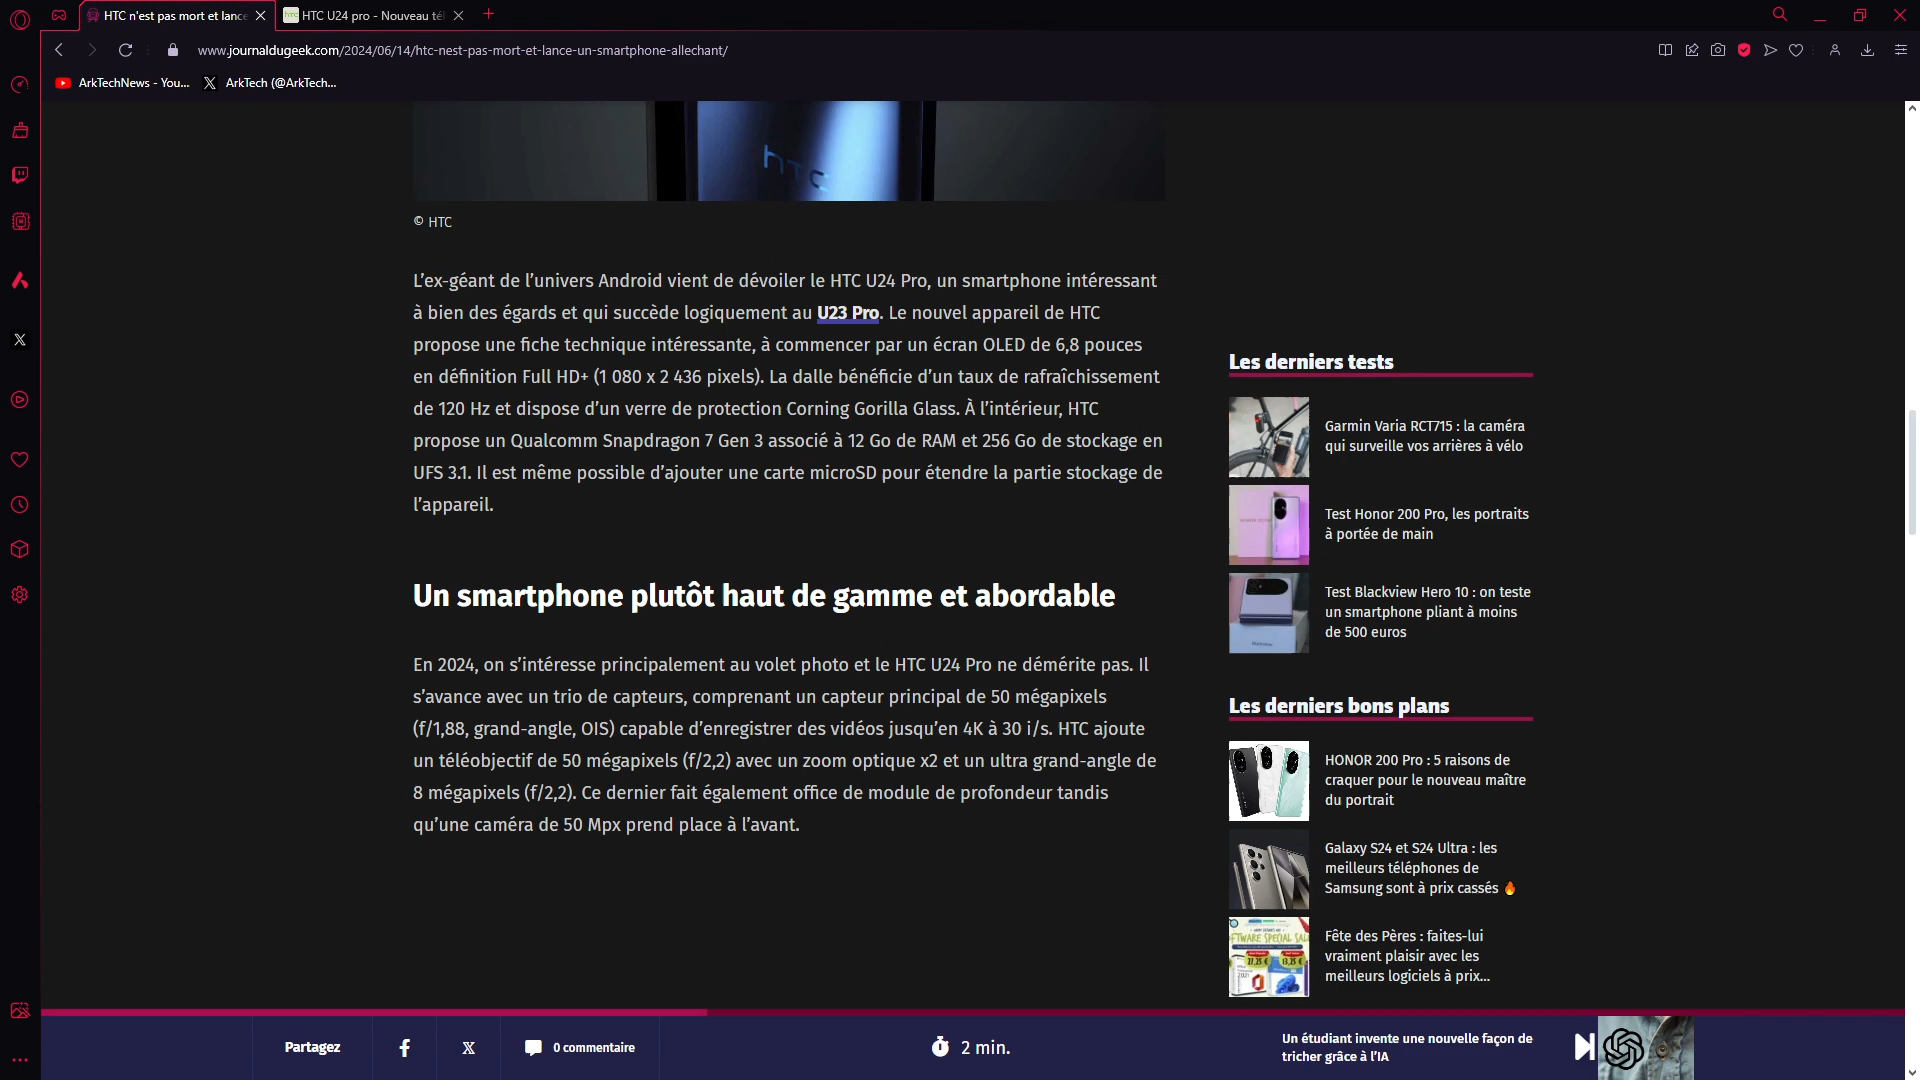 HTC n'est pas mort et lance
HTC U24 pro - Nouveau tél
www.journaldugeek.com/2024/06/14/htc-nest-pas-mort-et-lance-un-smartphone-allechant/
ArkTechNews - You...
ArkTech (@ArkTech...
htc
© HTC
L’ex-géant de l’univers Android vient de dévoiler le HTC U24 Pro, un smartphone intéressant
à bien des égards et qui succède logiquement au U23 Pro. Le nouvel appareil de HTC
propose une fiche technique intéressante, à commencer par un écran OLED de 6,8 pouces
en définition Full HD+ (1 080 x 2 436 pixels). La dalle bénéficie d’un taux de rafraîchissement
de 120 Hz et dispose d’un verre de protection Corning Gorilla Glass. À l’intérieur, HTC
propose un Qualcomm Snapdragon 7 Gen 3 associé à 12 Go de RAM et 256 Go de stockage en
UFS 3.1. Il est même possible d’ajouter une carte microSD pour étendre la partie stockage de
l’appareil.
Un smartphone plutôt haut de gamme et abordable
En 2024, on s’intéresse principalement au volet photo et le HTC U24 Pro ne démérite pas. Il
s’avance avec un trio de capteurs, comprenant un capteur principal de 50 mégapixels
(f/1,88, grand-angle, OIS) capable d’enregistrer des vidéos jusqu’en 4K à 30 i/s. HTC ajoute
un téléobjectif de 50 mégapixels (f/2,2) avec un zoom optique x2 et un ultra grand-angle de
8 mégapixels (f/2,2). Ce dernier fait également office de module de profondeur tandis
qu’une caméra de 50 Mpx prend place à l’avant.
Les derniers tests
Garmin Varia RCT715 : la caméra
qui surveille vos arrières à vélo
Test Honor 200 Pro, les portraits
à portée de main
Test Blackview Hero 10 : on teste
un smartphone pliant à moins
de 500 euros
Les derniers bons plans
HONOR 200 Pro : 5 raisons de
craquer pour le nouveau maître
du portrait
Galaxy S24 et S24 Ultra : les
meilleurs téléphones de
Samsung sont à prix cassés 🔥
Fête des Pères : faites-lui
vraiment plaisir avec les
meilleurs logiciels à prix...
Partagez
0 commentaire
2 min.
Un étudiant invente une nouvelle façon de
tricher grâce à l’IA